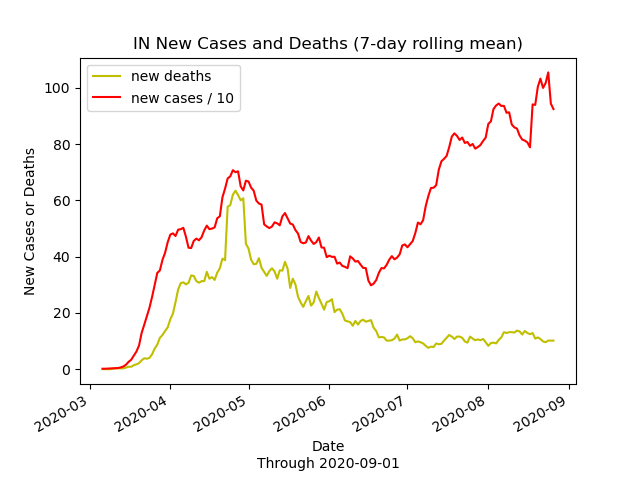 IN New Cases and Deaths (7-day rolling mean)
new deaths
new cases / 10
New Cases or Deaths
100
80
60
40
20
0
2020-03
2020-04
2020-05
2020-06
2020-07
2020-08
2020-09
Date
Through 2020-09-01